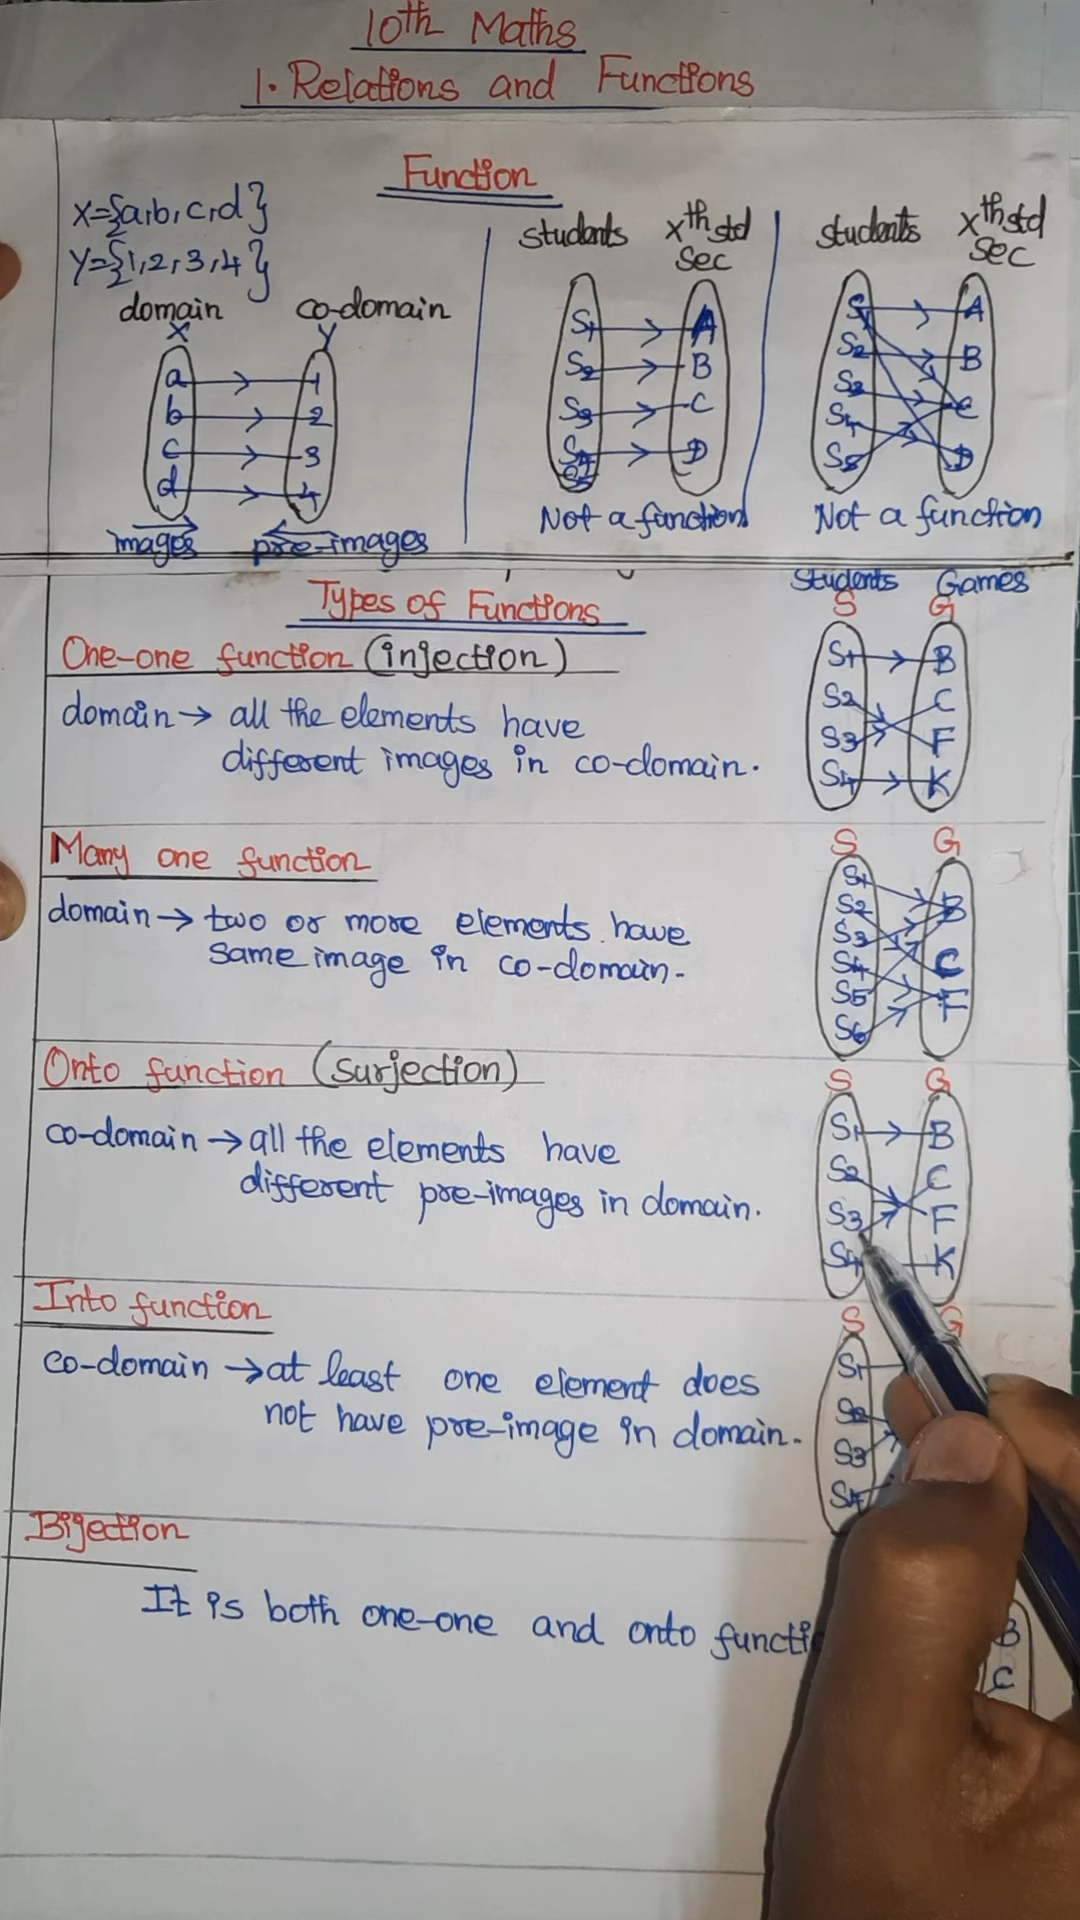 10th Maths
1. Relations and Functions
Function
X={a,b,c,d}
Y={1,2,3,4}
domain co-domain
X Y
a 1
b 2
c 3
d 4
images pre-images
students Xth std
sec
S1 A
S2 B
S3 C
S4 D
Not a function
students Xth std
sec
S1 A
S2 B
S3 C
S4 D
S5
Not a function
Types of Functions
One-one function (injection)
domain → all the elements have
different images in co-domain.
Students Games
S G
S1 B
S2 C
S3 F
S4 K
Many one function
domain → two or more elements have
same image in co-domain.
S G
S1
S2 B
S3
S4 C
S5 F
S6
Onto function (surjection)
co-domain → all the elements have
different pre-images in domain.
S G
S1 B
S2 C
S3 F
S4 K
Into function
co-domain → at least one element does
not have pre-image in domain.
S G
S1
S2
S3
S4
Bijection
It is both one-one and onto functi
B
C